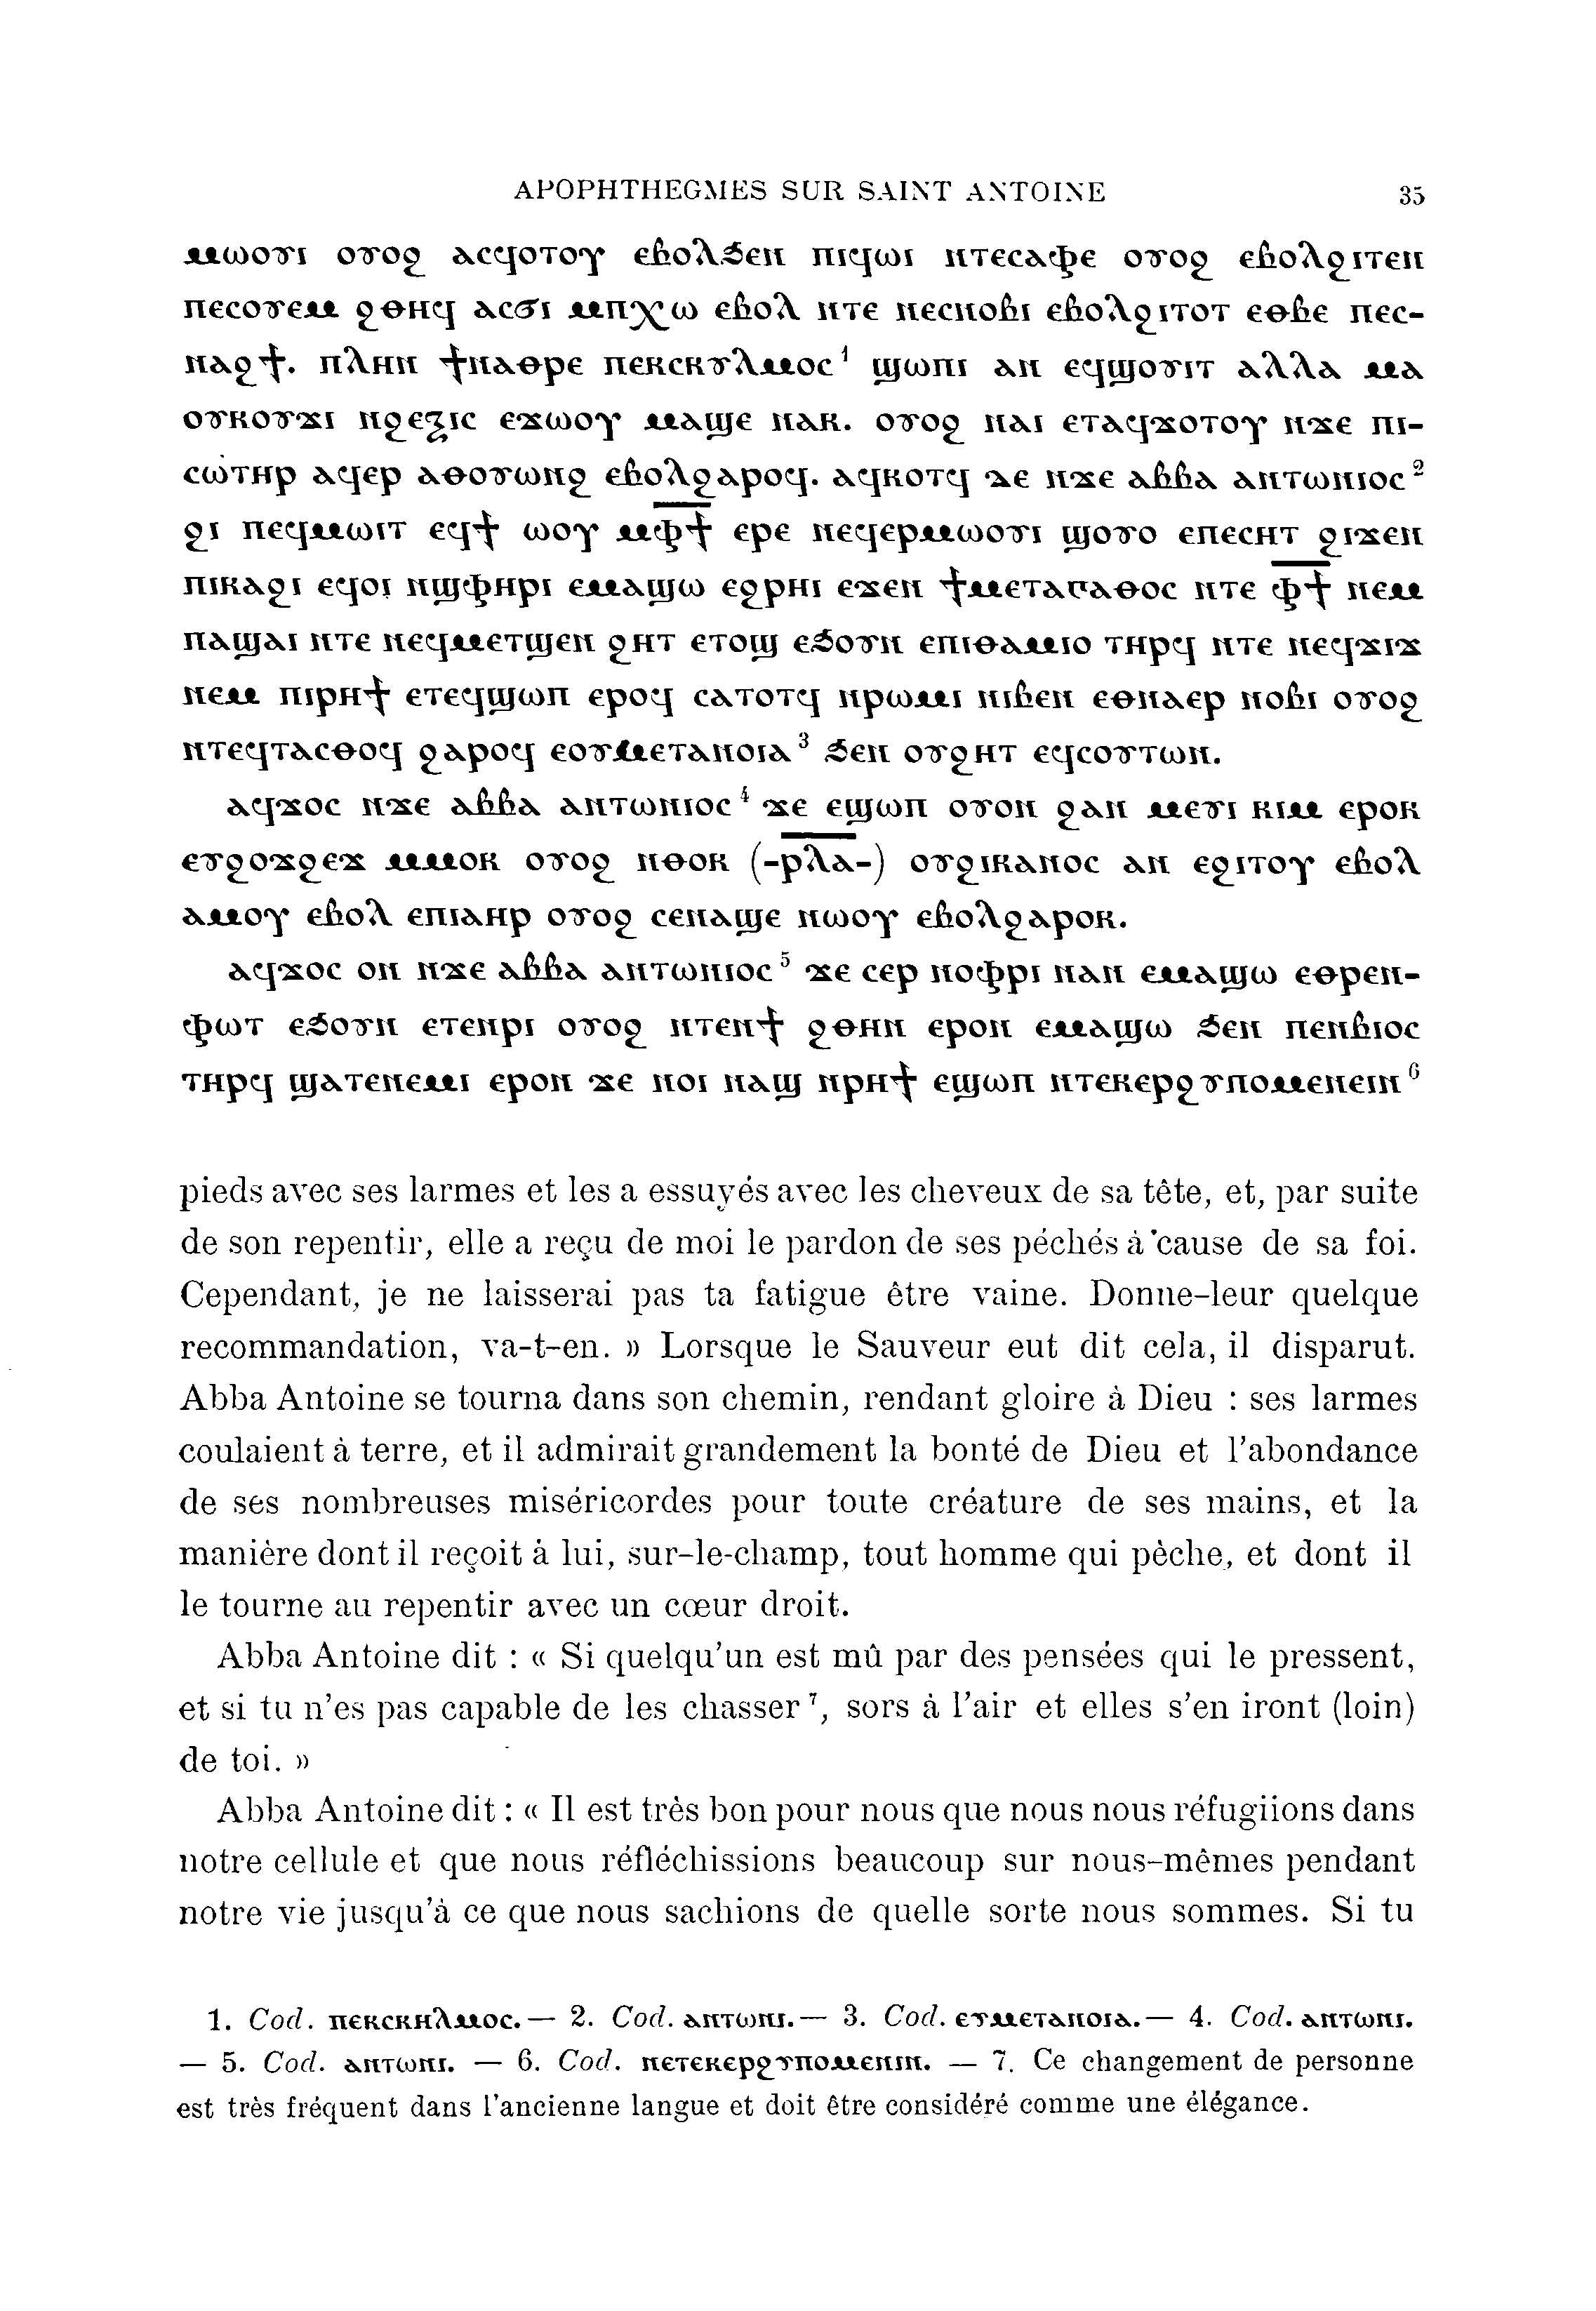 APOPHTHEGMES SUR SAINT ANTOINE 35
ⲙⲱⲟⲩⲓ ⲟⲩⲟϩ ⲁⲥϥⲟⲧⲟⲩ ⲉⲃⲟⲗϧⲉⲛ ⲡⲓϥⲱⲓ ⲛⲧⲉⲥⲁⲫⲉ ⲟⲩⲟϩ ⲉⲃⲟⲗϩⲓⲧⲉⲛ
ⲡⲉⲥⲟⲩⲉⲙ ϩⲑⲏϥ ⲁⲥϭⲓ ⲙⲡⲭⲱ ⲉⲃⲟⲗ ⲛⲧⲉ ⲛⲉⲥⲛⲟⲃⲓ ⲉⲃⲟⲗϩⲓⲧⲟⲧ ⲉⲑⲃⲉ ⲡⲉⲥ-
ⲛⲁϩϯ. ⲡⲗⲏⲛ ϯⲛⲁⲑⲣⲉ ⲡⲉⲕⲥⲕⲩⲗⲙⲟⲥ¹ ϣⲱⲡⲓ ⲁⲛ ⲉϥϣⲟⲩⲓⲧ ⲁⲗⲗⲁ ⲙⲁ
ⲟⲩⲕⲟⲩϫⲓ ⲛϩⲉⲝⲓⲥ ⲉϫⲱⲟⲩ ⲙⲁϣⲉ ⲛⲁⲕ. ⲟⲩⲟϩ ⲛⲁⲓ ⲉⲧⲁϥϫⲟⲧⲟⲩ ⲛϫⲉ ⲡⲓ-
ⲥⲱⲧⲏⲣ ⲁϥⲉⲣ ⲁⲑⲟⲩⲱⲛϩ ⲉⲃⲟⲗϩⲁⲣⲟϥ. ⲁϥⲕⲟⲧϥ ⲇⲉ ⲛϫⲉ ⲁⲃⲃⲁ ⲁⲛⲧⲱⲛⲓⲟⲥ²
ϩⲓ ⲡⲉϥⲙⲱⲓⲧ ⲉϥϯ ⲱⲟⲩ ⲙⲫ̅ϯ̅ ⲉⲣⲉ ⲛⲉϥⲉⲣⲙⲱⲟⲩⲓ ϣⲟⲩⲟ ⲉⲡⲉⲥⲏⲧ ϩⲓϫⲉⲛ
ⲡⲓⲕⲁϩⲓ ⲉϥⲟⲓ ⲛϣⲫⲏⲣⲓ ⲉⲙⲁϣⲱ ⲉϩⲣⲏⲓ ⲉϫⲉⲛ ϯⲙⲉⲧⲁⲅⲁⲑⲟⲥ ⲛⲧⲉ ⲫ̅ϯ̅ ⲛⲉⲙ
ⲡⲁϣⲁⲓ ⲛⲧⲉ ⲛⲉϥⲙⲉⲧϣⲉⲛ ϩⲏⲧ ⲉⲧⲟϣ ⲉϧⲟⲩⲛ ⲉⲡⲓⲑⲁⲙⲓⲟ ⲧⲏⲣϥ ⲛⲧⲉ ⲛⲉϥϫⲓϫ
ⲛⲉⲙ ⲡⲓⲣⲏϯ ⲉⲧⲉϥϣⲱⲡ ⲉⲣⲟϥ ⲥⲁⲧⲟⲧϥ ⲛⲣⲱⲙⲓ ⲛⲓⲃⲉⲛ ⲉⲑⲛⲁⲉⲣ ⲛⲟⲃⲓ ⲟⲩⲟϩ
ⲛⲧⲉϥⲧⲁⲥⲑⲟϥ ϩⲁⲣⲟϥ ⲉⲟⲩⲙⲉⲧⲁⲛⲟⲓⲁ³ ϧⲉⲛ ⲟⲩϩⲏⲧ ⲉϥⲥⲟⲩⲧⲱⲛ.
ⲁϥϫⲟⲥ ⲛϫⲉ ⲁⲃⲃⲁ ⲁⲛⲧⲱⲛⲓⲟⲥ⁴ ϫⲉ ⲉϣⲱⲡ ⲟⲩⲟⲛ ϩⲁⲛ ⲙⲉⲩⲓ ⲕⲓⲙ ⲉⲣⲟⲕ
ⲉⲩϩⲟϫϩⲉϫ ⲙⲙⲟⲕ ⲟⲩⲟϩ ⲛⲑⲟⲕ (-ⲣ̅ⲗ̅ⲁ̅-) ⲟⲩϩⲓⲕⲁⲛⲟⲥ ⲁⲛ ⲉϩⲓⲧⲟⲩ ⲉⲃⲟⲗ
ⲁⲙⲟⲩ ⲉⲃⲟⲗ ⲉⲡⲓⲁⲏⲣ ⲟⲩⲟϩ ⲥⲉⲛⲁϣⲉ ⲛⲱⲟⲩ ⲉⲃⲟⲗϩⲁⲣⲟⲕ.
ⲁϥϫⲟⲥ ⲟⲛ ⲛϫⲉ ⲁⲃⲃⲁ ⲁⲛⲧⲱⲛⲓⲟⲥ⁵ ϫⲉ ⲥⲉⲣ ⲛⲟϥⲣⲓ ⲛⲁⲛ ⲉⲙⲁϣⲱ ⲉⲑⲣⲉⲛ-
ⲫⲱⲧ ⲉϧⲟⲩⲛ ⲉⲧⲉⲛⲣⲓ ⲟⲩⲟϩ ⲛⲧⲉⲛϯ ϩⲑⲏⲛ ⲉⲣⲟⲛ ⲉⲙⲁϣⲱ ϧⲉⲛ ⲡⲉⲛⲃⲓⲟⲥ
ⲧⲏⲣϥ ϣⲁⲧⲉⲛⲉⲙⲓ ⲉⲣⲟⲛ ϫⲉ ⲛⲟⲓ ⲛⲁϣ ⲛⲣⲏϯ ⲉϣⲱⲡ ⲛⲧⲉⲕⲉⲣϩⲩⲡⲟⲙⲉⲛⲉⲓⲛ⁶
pieds avec ses larmes et les a essuyés avec les cheveux de sa tête, et, par suite
de son repentir, elle a reçu de moi le pardon de ses péchés à cause de sa foi.
Cependant, je ne laisserai pas ta fatigue être vaine. Donne-leur quelque
recommandation, va-t-en. » Lorsque le Sauveur eut dit cela, il disparut.
Abba Antoine se tourna dans son chemin, rendant gloire à Dieu : ses larmes
coulaient à terre, et il admirait grandement la bonté de Dieu et l'abondance
de ses nombreuses miséricordes pour toute créature de ses mains, et la
manière dont il reçoit à lui, sur-le-champ, tout homme qui pèche, et dont il
le tourne au repentir avec un cœur droit.
Abba Antoine dit : « Si quelqu'un est mû par des pensées qui le pressent,
et si tu n'es pas capable de les chasser⁷, sors à l'air et elles s'en iront (loin)
de toi. »
Abba Antoine dit : « Il est très bon pour nous que nous nous réfugiions dans
notre cellule et que nous réfléchissions beaucoup sur nous-mêmes pendant
notre vie jusqu'à ce que nous sachions de quelle sorte nous sommes. Si tu
1. Cod. ⲡⲉⲕⲥⲕⲏⲗⲙⲟⲥ. — 2. Cod. ⲁⲛⲧⲱⲛⲓ. — 3. Cod. ⲉⲩⲙⲉⲧⲁⲛⲟⲓⲁ. — 4. Cod. ⲁⲛⲧⲱⲛⲓ.
— 5. Cod. ⲁⲛⲧⲱⲛⲓ. — 6. Cod. ⲛⲉⲧⲉⲕⲉⲣϩⲩⲡⲟⲙⲉⲛⲓⲛ. — 7. Ce changement de personne
est très fréquent dans l'ancienne langue et doit être considéré comme une élégance.